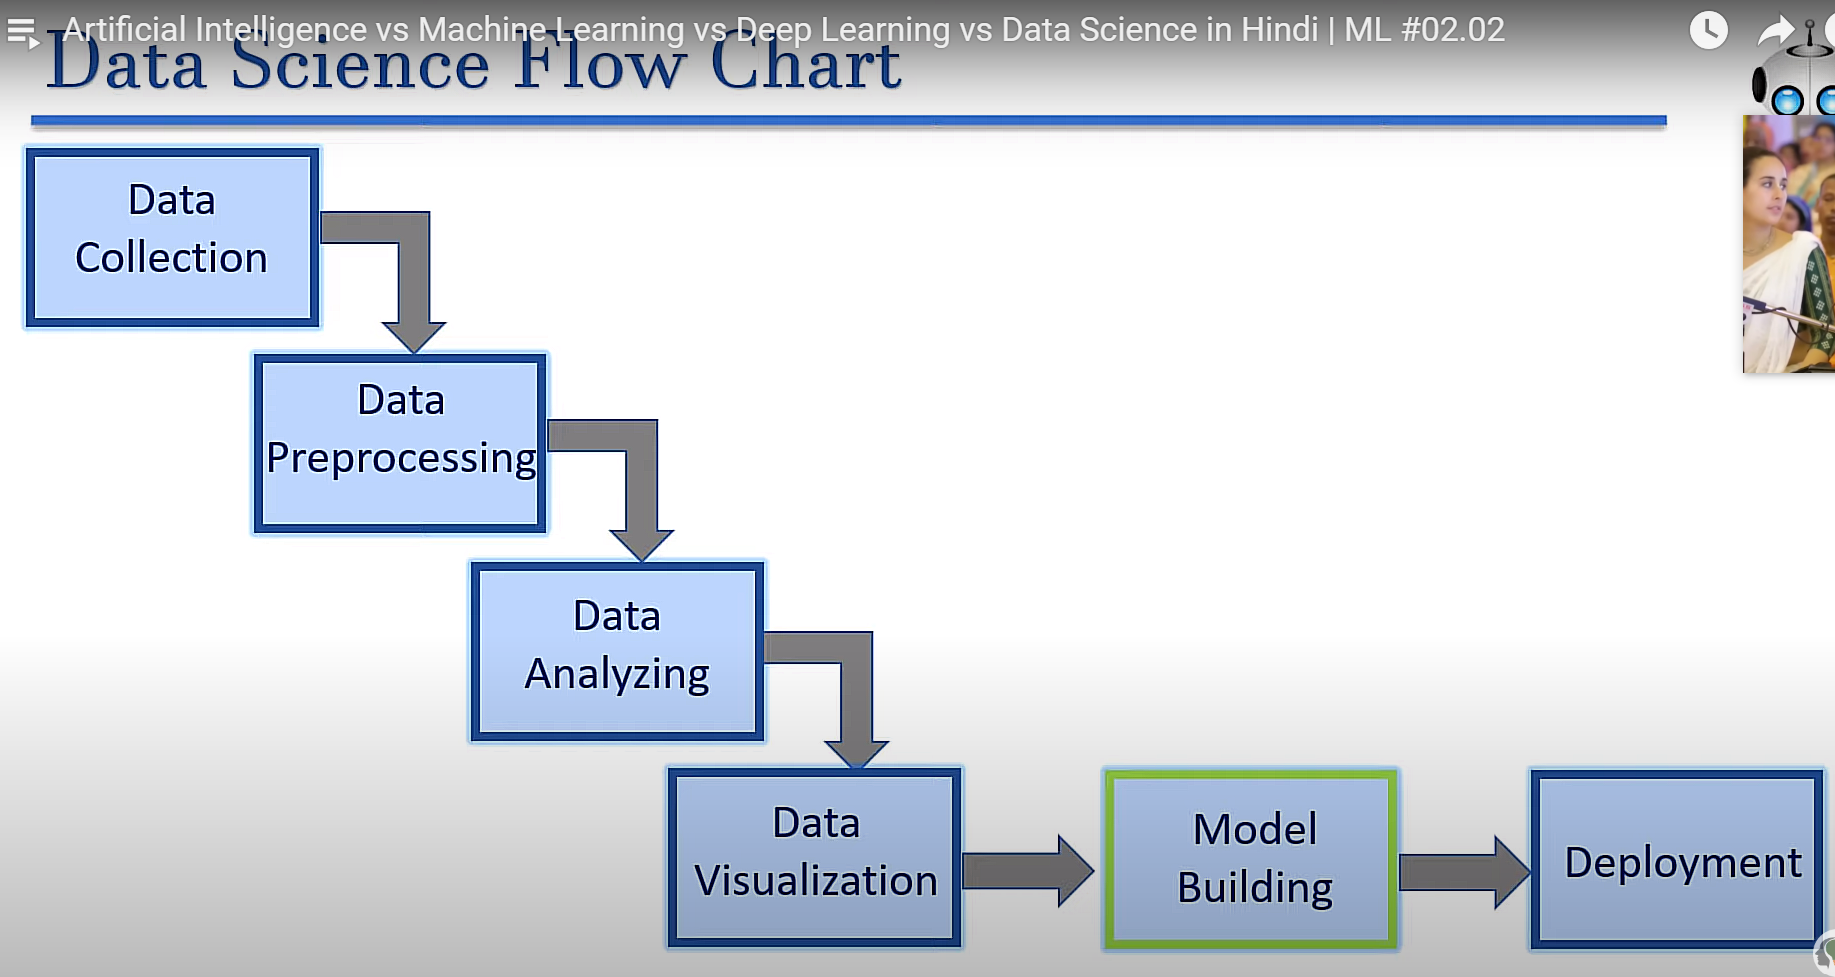 Artificial Intelligence vs Machine Learning vs Deep Learning vs Data Science in Hindi | ML #02.02
Data Science Flow Chart
Data
Collection
Data
Preprocessing
Data
Analyzing
Data
Visualization
Model
Building
Deployment